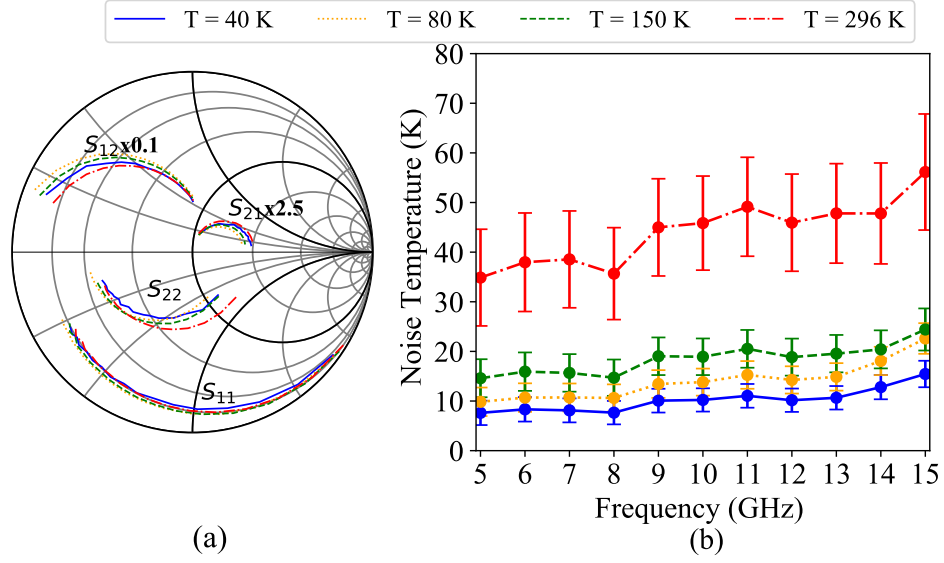 T = 40 K T = 80 K T = 150 K T = 296 K
S12x0.1
S21x2.5
S22
S11
(a)
Noise Temperature (K)
80
70
60
50
40
30
20
10
0
5 6 7 8 9 10 11 12 13 14 15
Frequency (GHz)
(b)